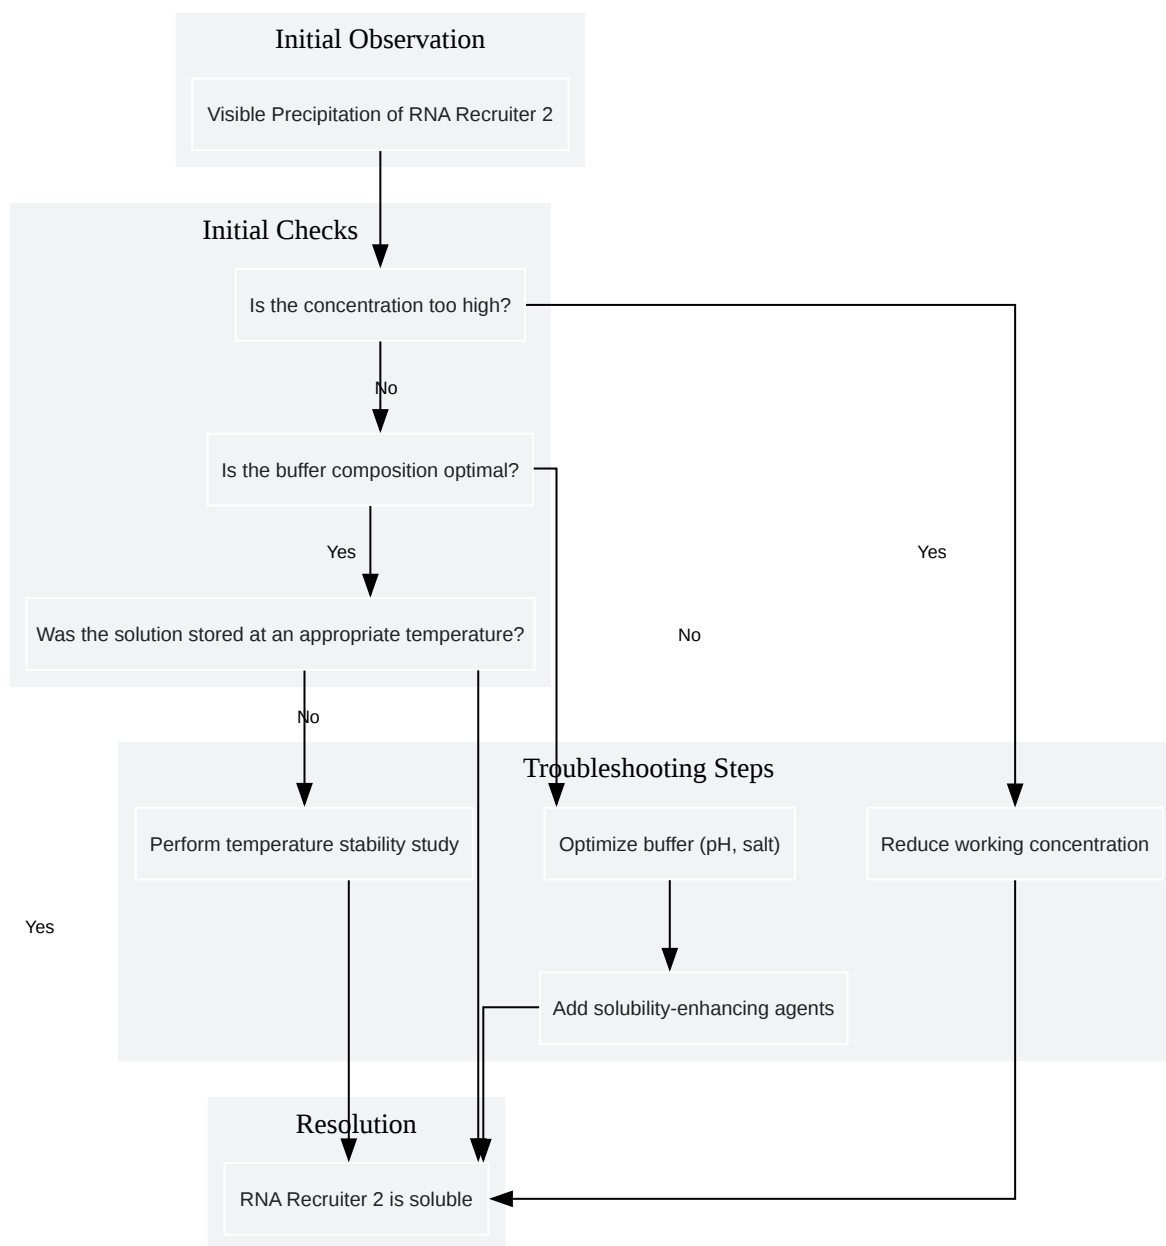 Initial Observation
Visible Precipitation of RNA Recruiter 2
Initial Checks
Is the concentration too high?
No
Is the buffer composition optimal?
Yes
Yes
Was the solution stored at an appropriate temperature?
No
No
Troubleshooting Steps
Perform temperature stability study
Optimize buffer (pH, salt)
Reduce working concentration
Yes
Add solubility-enhancing agents
Resolution
RNA Recruiter 2 is soluble